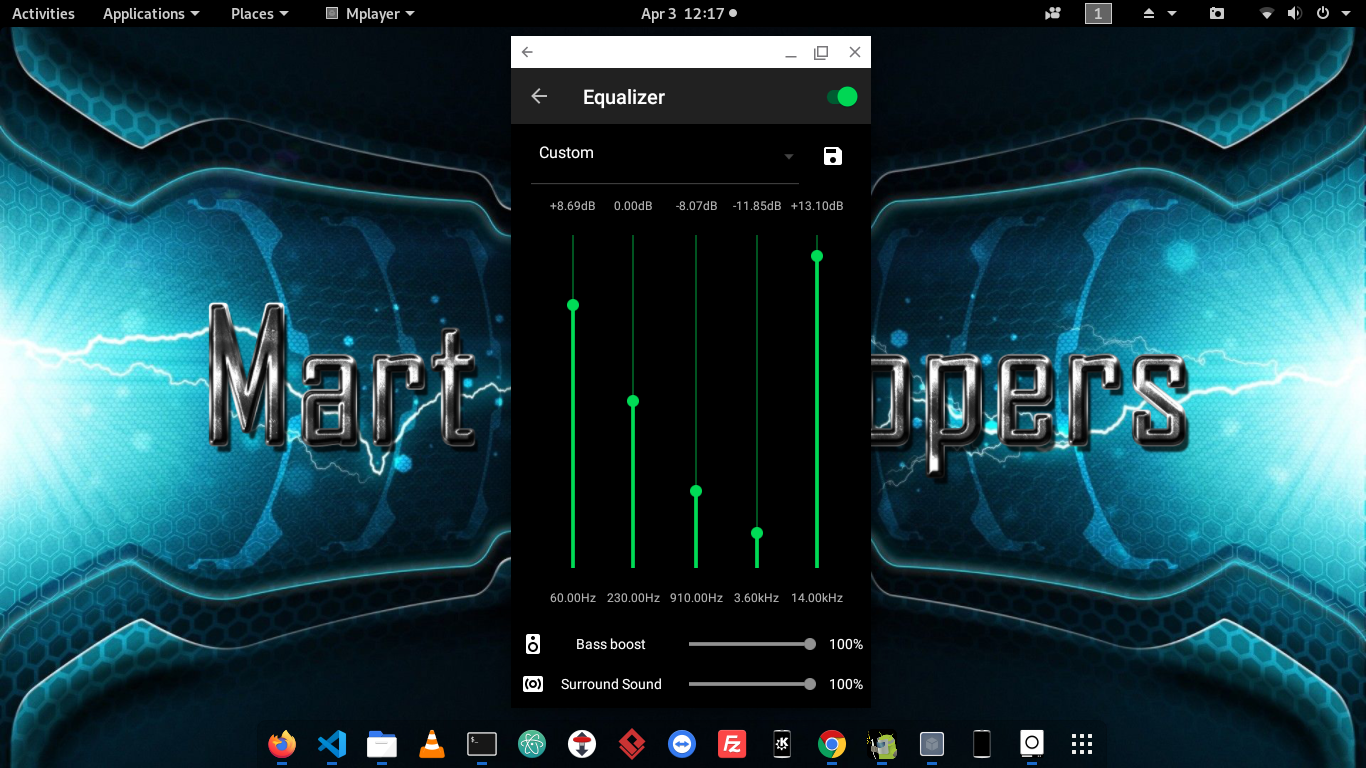 Activities Applications Places Mplayer Apr 3 12:17 1
Equalizer
Custom
+8.69dB 0.00dB -8.07dB -11.85dB +13.10dB
Mart opers
60.00Hz 230.00Hz 910.00Hz 3.60kHz 14.00kHz
Bass boost 100%
Surround Sound 100%
$-
FZ